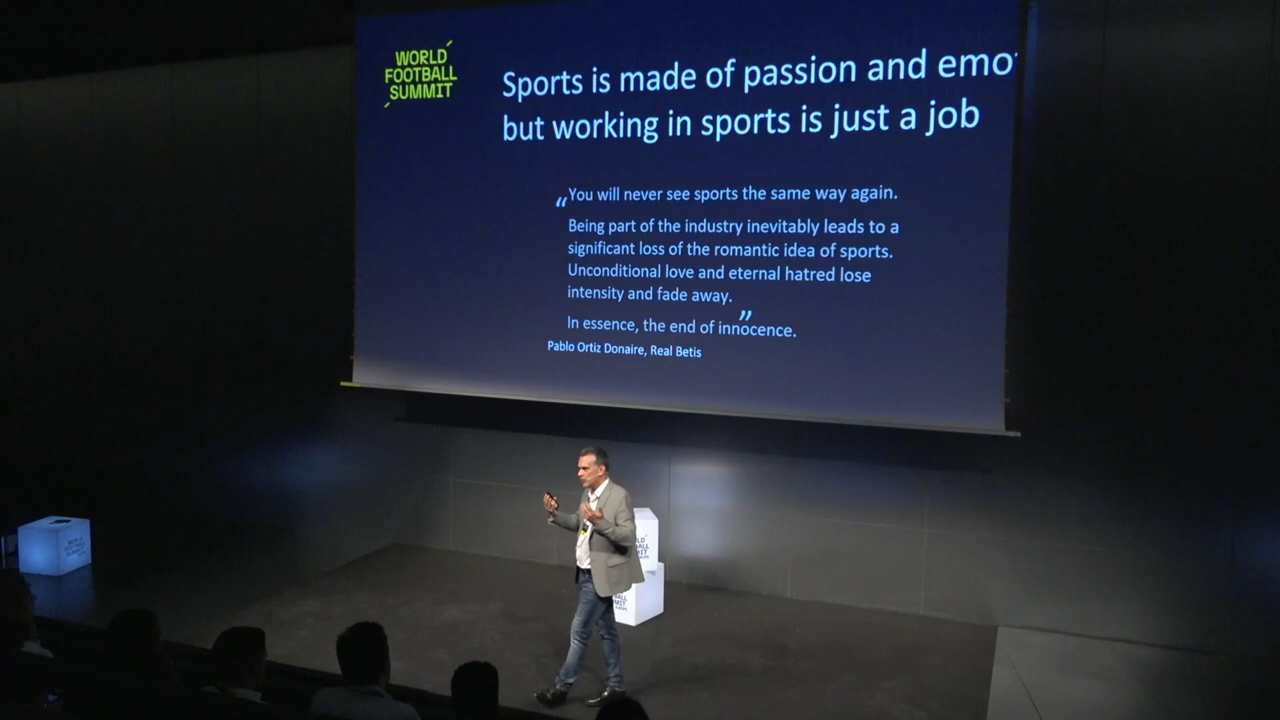 WORLD
FOOTBALL
SUMMIT
Sports is made of passion and emo
but working in sports is just a job
“You will never see sports the same way again.
Being part of the industry inevitably leads to a
significant loss of the romantic idea of sports.
Unconditional love and eternal hatred lose
intensity and fade away.
In essence, the end of innocence.”
Pablo Ortiz Donaire, Real Betis
WORLD
FOOTBALL
SUMMIT